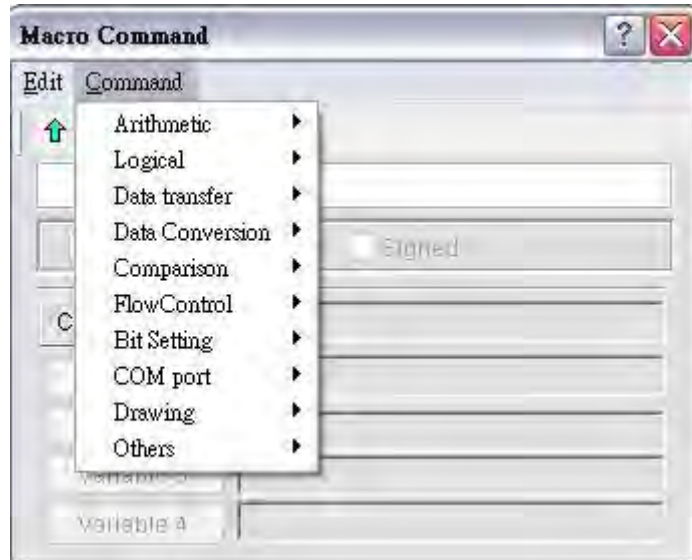 Macro Command
?
Edit Command
Arithmetic
Logical
Data transfer
Data Conversion
Signed
Comparison
FlowControl
C
Bit Setting
COM port
Drawing
Others
Variable 4